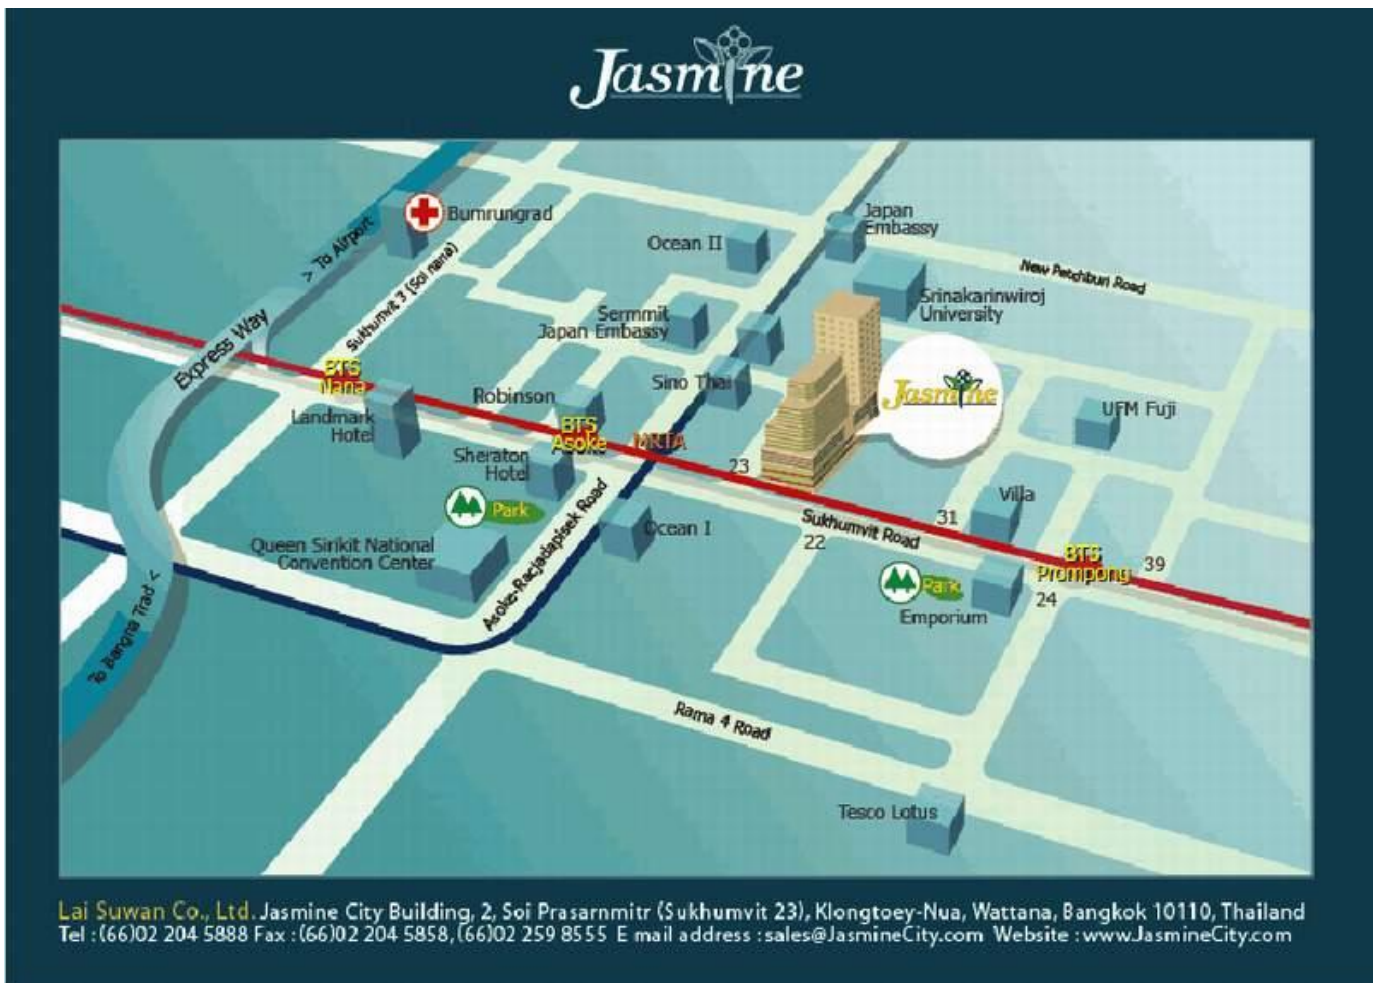 Jasmine
Bumrungrad
> To Airport
Sukhumvit 3 (Soi nana)
Express Way
Ocean II
Japan
Embassy
New Petchburi Road
Sermmit
Japan Embassy
Srinakarinwiroj
University
BTS
Nana
Landmark
Hotel
Robinson
Sino Thai
Jasmine
UFM Fuji
BTS
Asoke
MRTA
23
Sheraton
Hotel
Park
Ocean I
Asoke-Racjadapisek Road
Queen Sirikit National
Convention Center
Villa
31
Sukhumvit Road
22
BTS
Prompong
39
24
Park
Emporium
To Bangna Trad <
Rama 4 Road
Tesco Lotus
Lai Suwan Co., Ltd. Jasmine City Building, 2, Soi Prasarnmitr (Sukhumvit 23), Klongtoey-Nua, Wattana, Bangkok 10110, Thailand
Tel :(66)02 204 5888 Fax :(66)02 204 5858,(66)02 259 8555 E mail address :sales@JasmineCity.com Website :www.JasmineCity.com